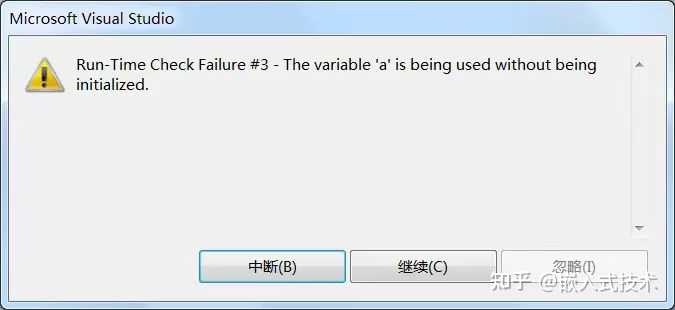 Microsoft Visual Studio
Run-Time Check Failure #3 - The variable 'a' is being used without being
initialized.
中断(B)
继续(C)
忽略(I)
知乎 @嵌入式技术